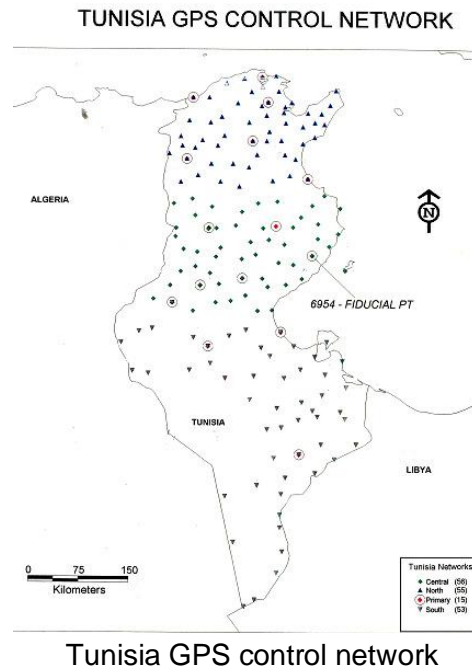 TUNISIA GPS CONTROL NETWORK
ALGERIA
N
6954 - FIDUCIAL PT
TUNISIA
LIBYA
0 75 150
Kilometers
Tunisia Networks
Central (56)
North (55)
Primary (15)
South (53)
Tunisia GPS control network